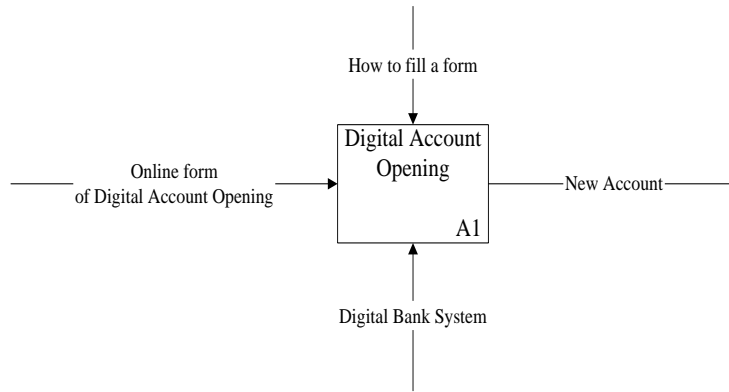 How to fill a form
Digital Account
Opening
A1
Online form
of Digital Account Opening
New Account
Digital Bank System